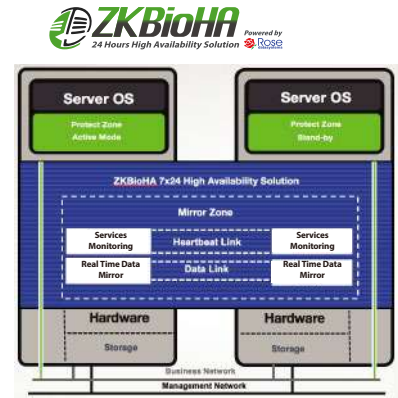 ZKBioHA
24 Hours High Availability Solution
Powered by
Rose
Server OS
Protect Zone
Active Mode
Server OS
Protect Zone
Stand-by
ZKBioHA 7x24 High Availability Solution
Mirror Zone
Services
Monitoring
Heartbeat Link
Services
Monitoring
Real Time Data
Mirror
Data Link
Real Time Data
Mirror
Hardware
Storage
Hardware
Storage
Business Network
Management Network